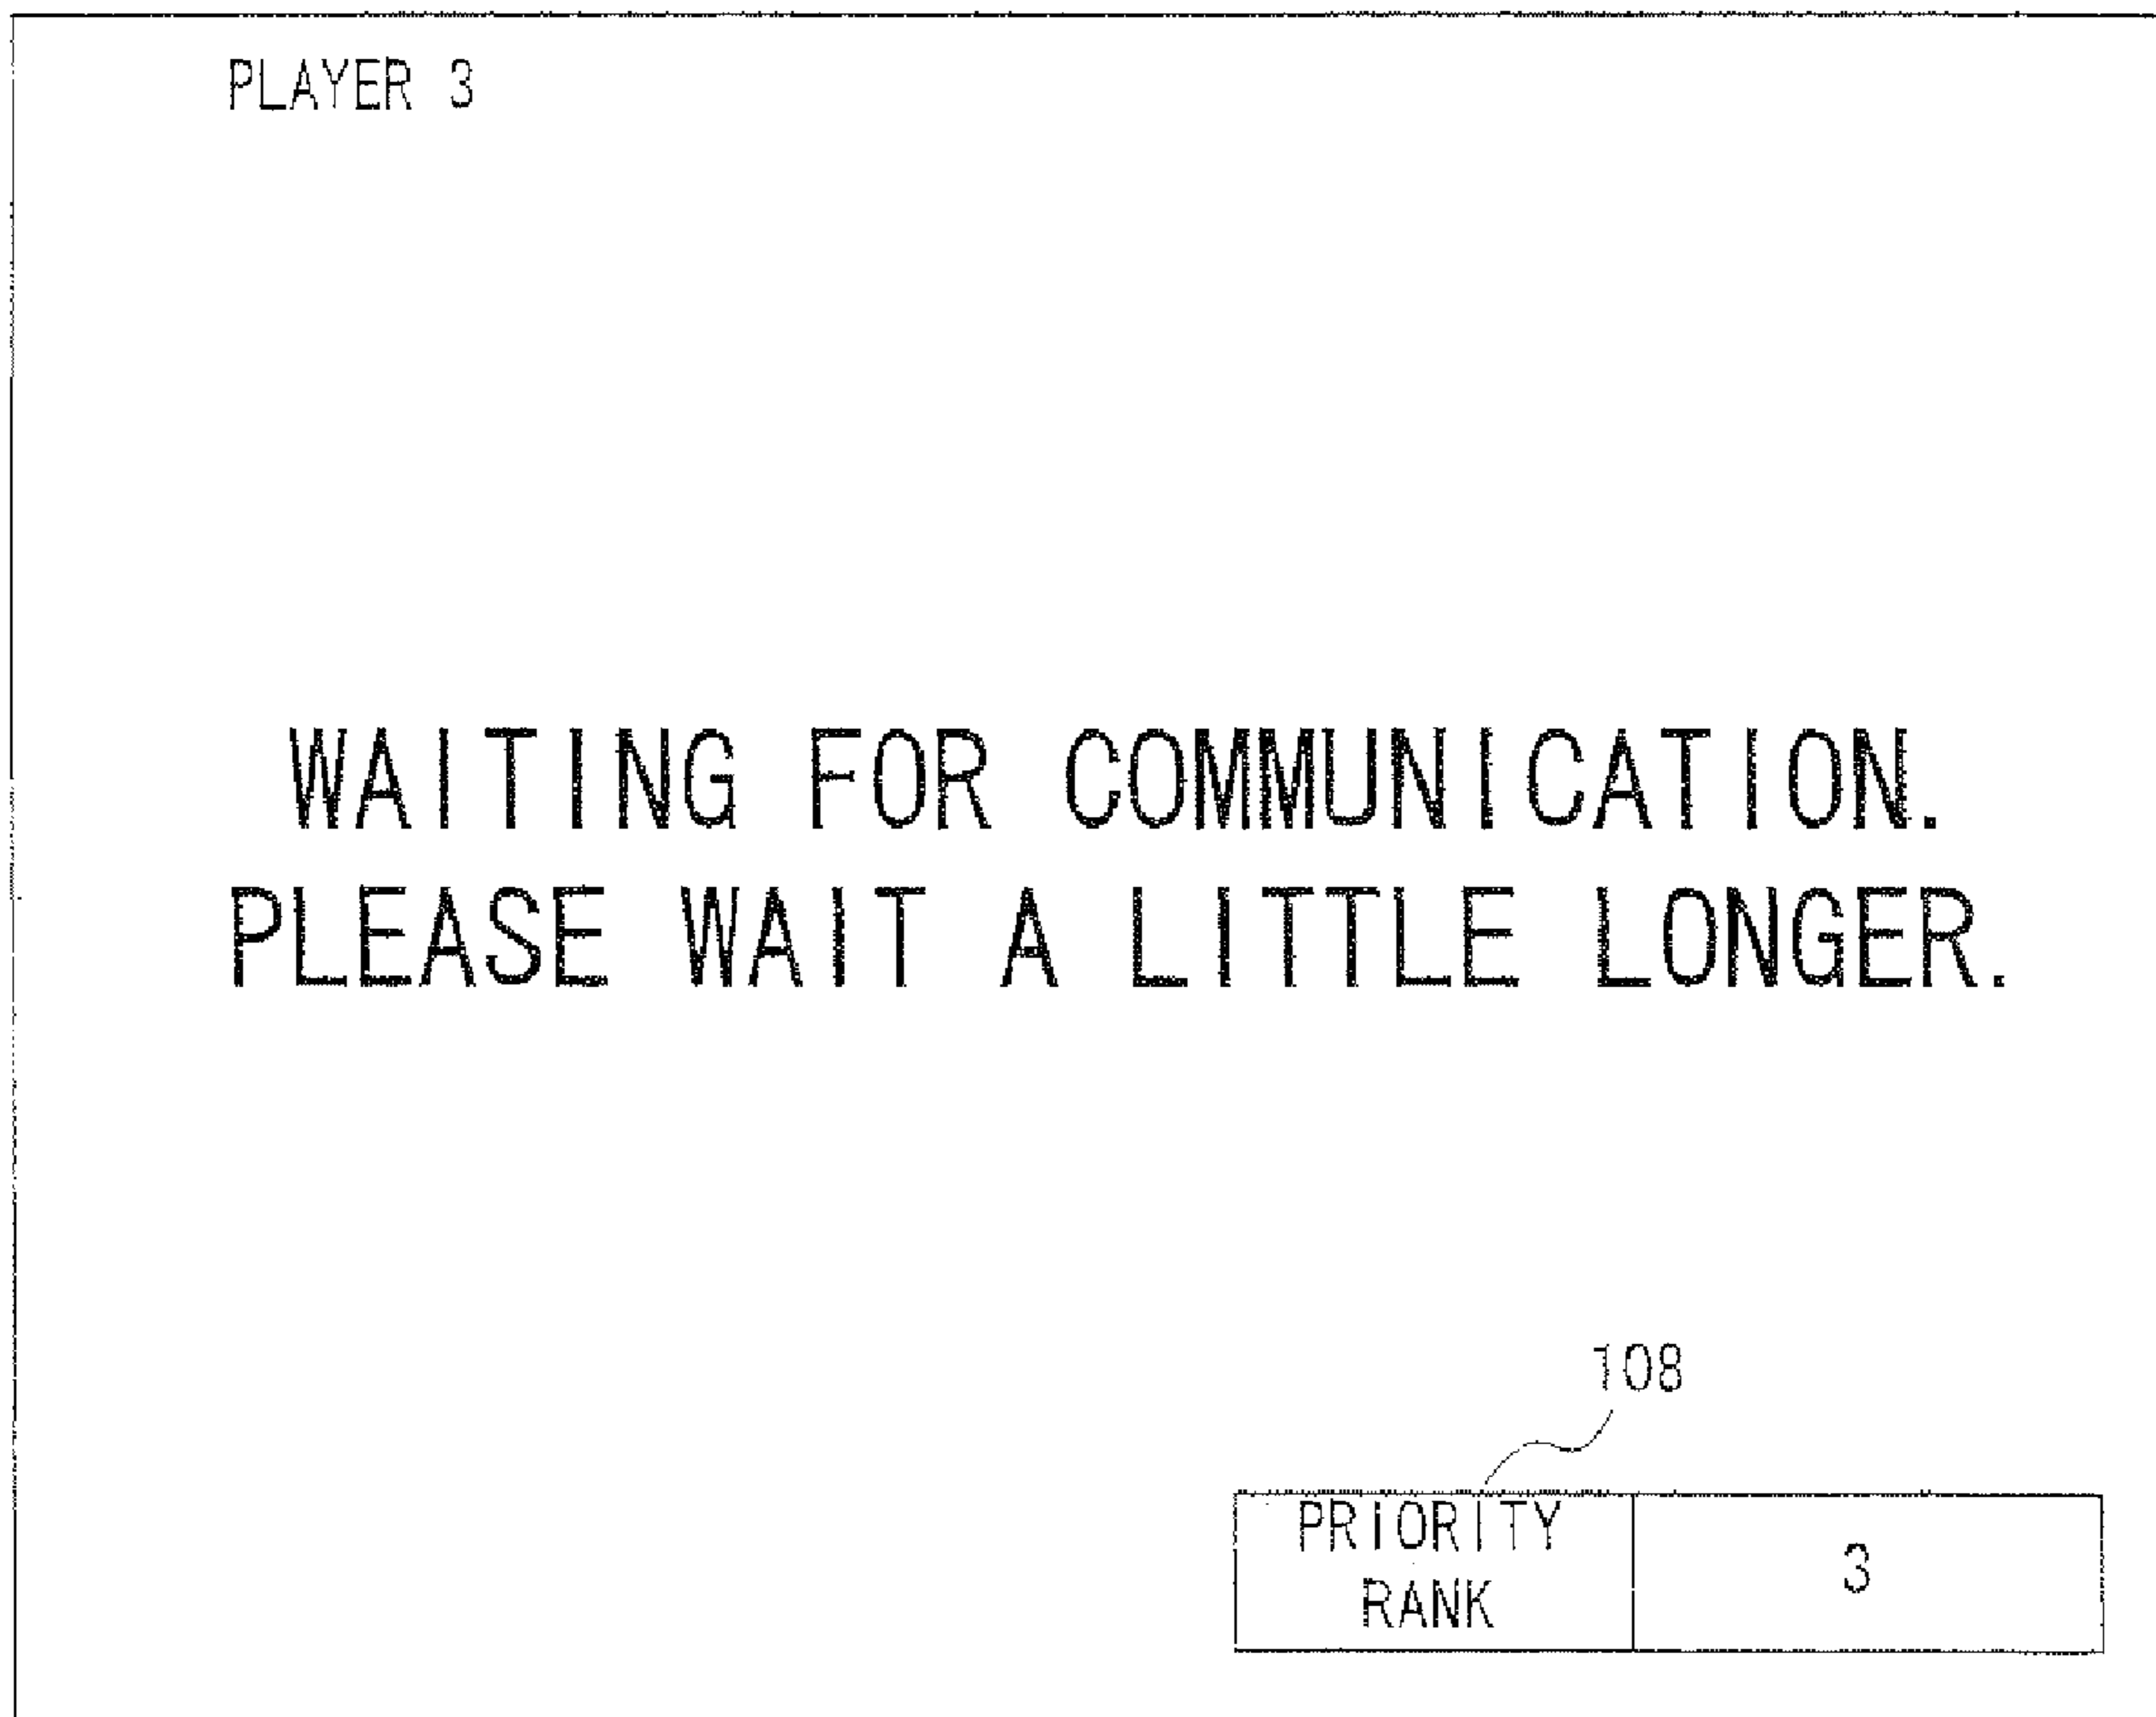 PLAYER 3
WAITING FOR COMMUNICATION.
PLEASE WAIT A LITTLE LONGER.
108
PRIORITY
RANK
3